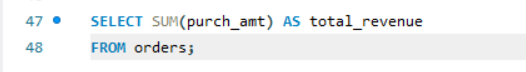 47 SELECT SUM(purch_amt) AS total_revenue
48 FROM orders;